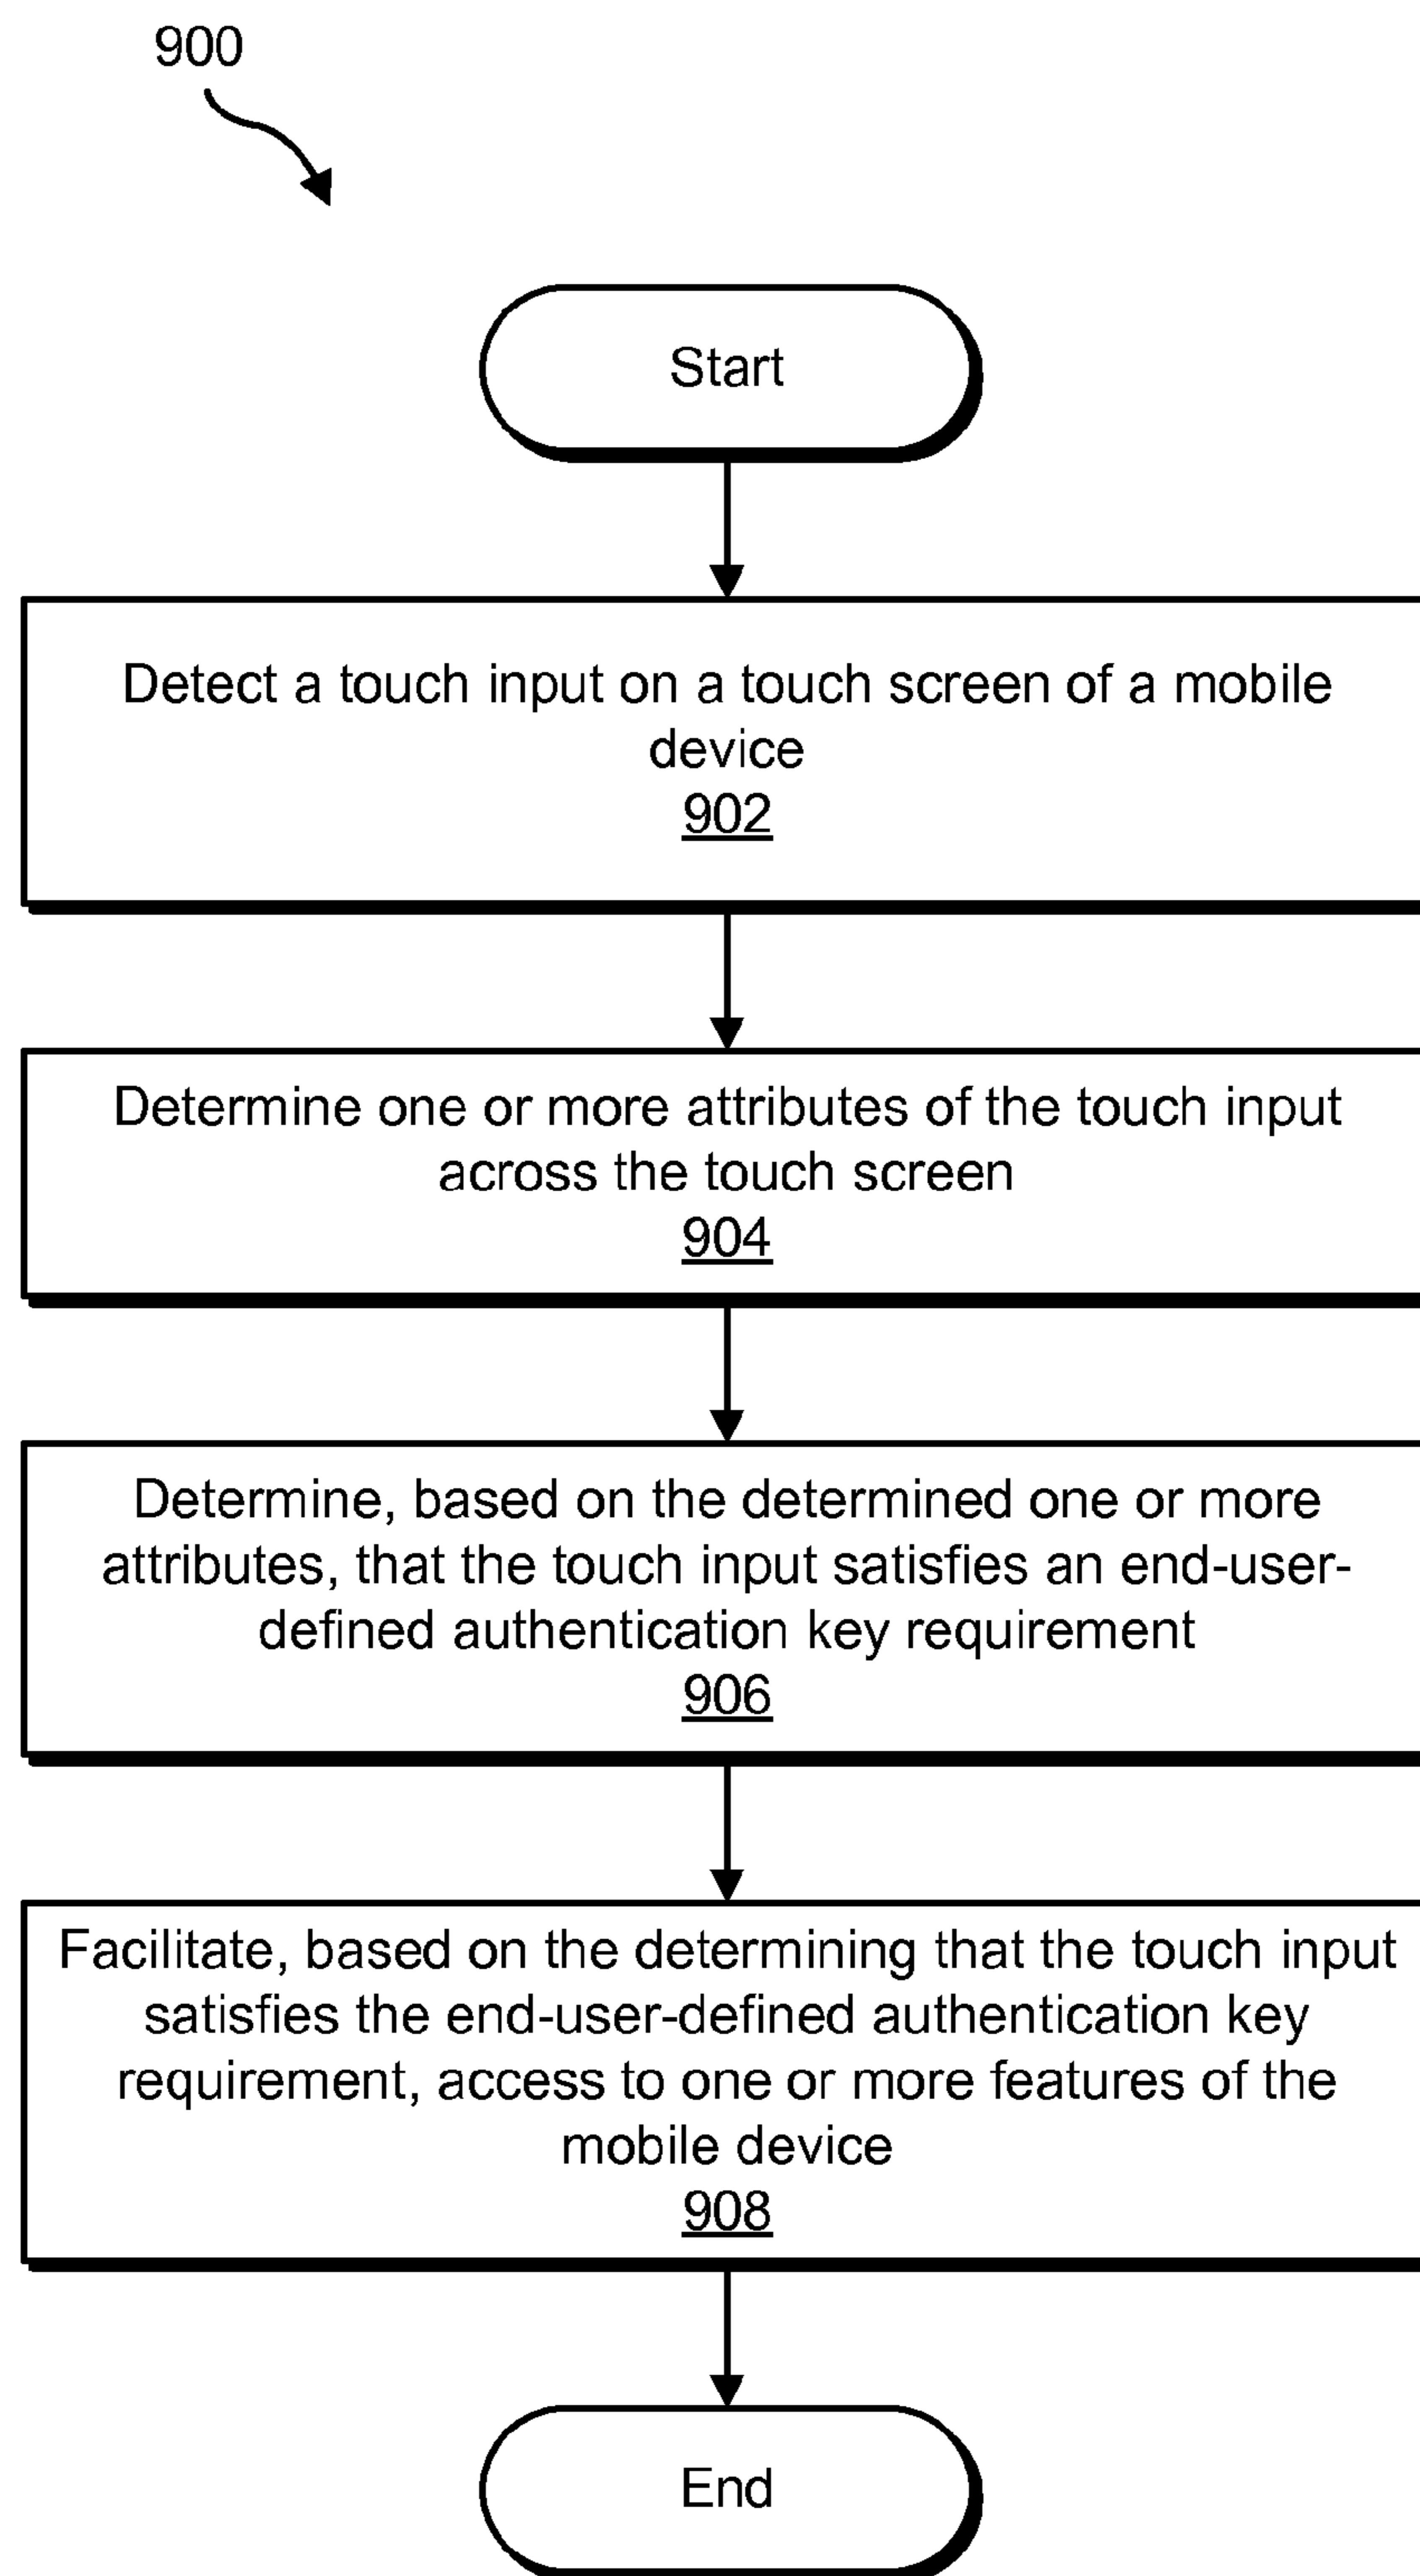 900
Start
Detect a touch input on a touch screen of a mobile
device
902
Determine one or more attributes of the touch input
across the touch screen
904
Determine, based on the determined one or more
attributes, that the touch input satisfies an end-user-
defined authentication key requirement
906
Facilitate, based on the determining that the touch input
satisfies the end-user-defined authentication key
requirement, access to one or more features of the
mobile device
908
End